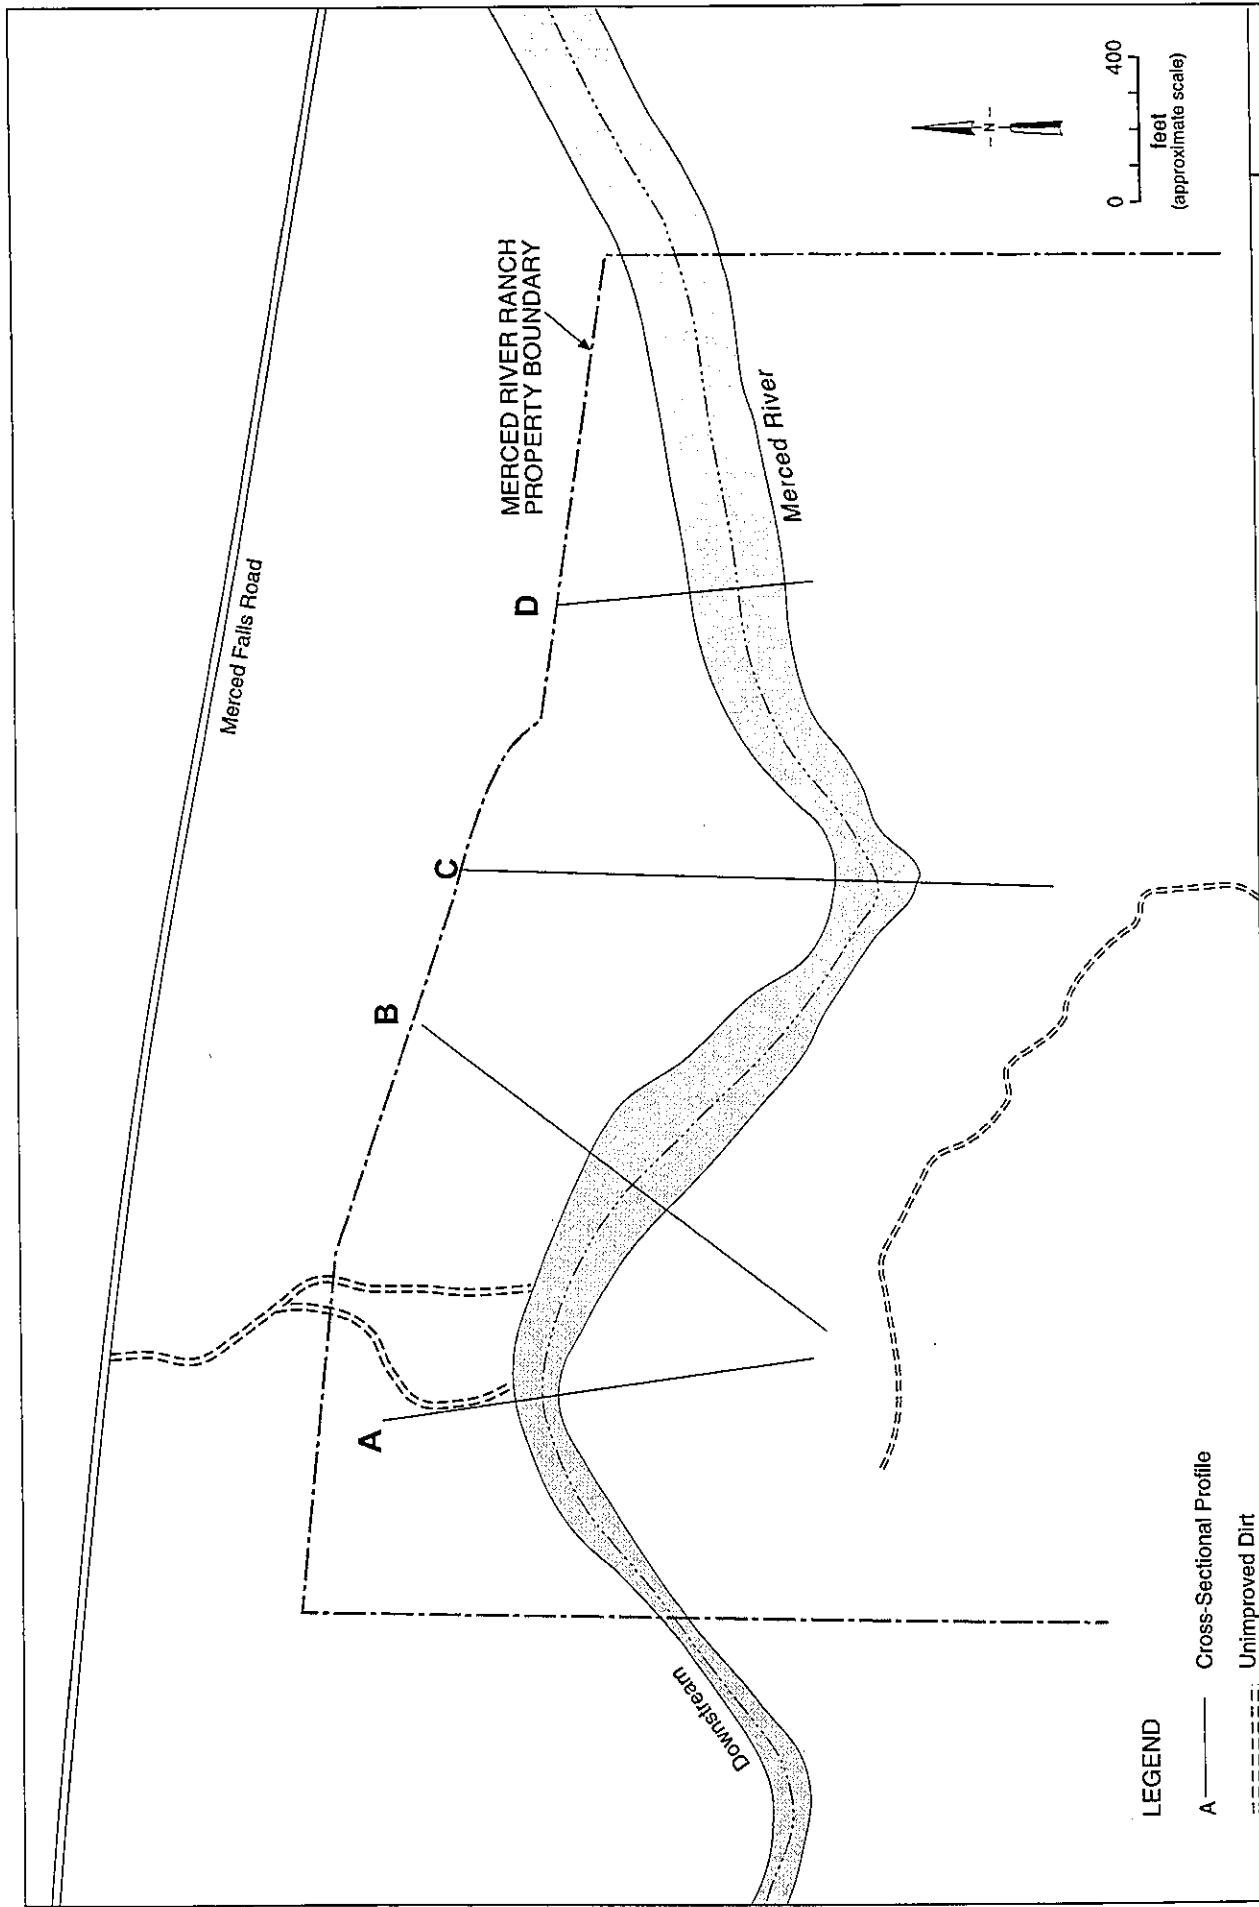 Merced Falls Road
MERCED RIVER RANCH
PROPERTY BOUNDARY
A
B
C
D
Merced River
Downstream
-- N --
0 400
feet
(approximate scale)
LEGEND
A Cross-Sectional Profile
Unimproved Dirt